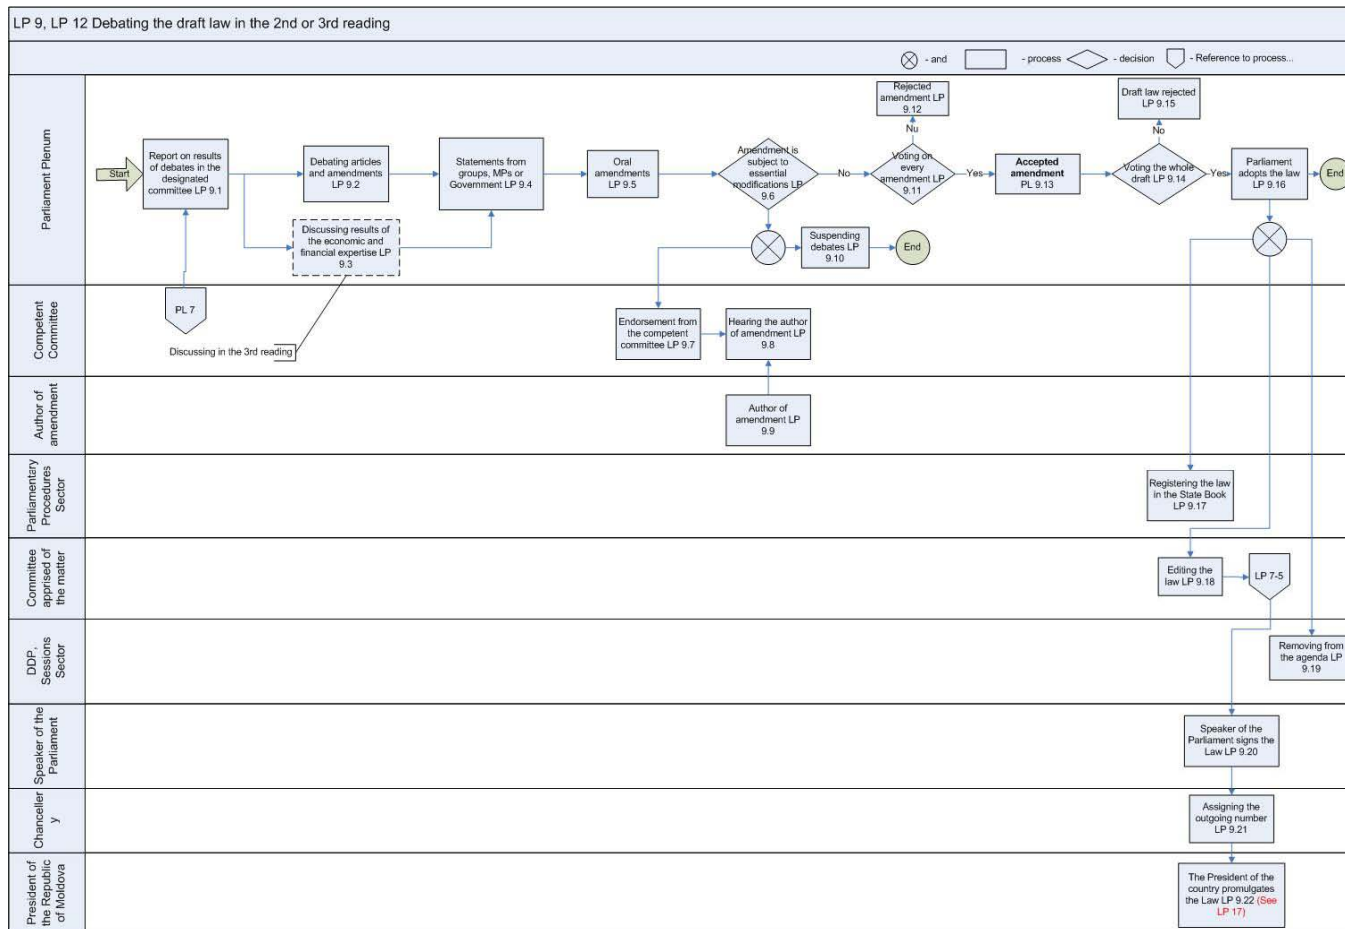 LP 9, LP 12 Debating the draft law in the 2nd or 3rd reading
- and
- process
- decision
- Reference to process...
Parliament Plenum
Start
Report on results
of debates in the
designated
committee LP 9.1
Debating articles
and amendments
LP 9.2
Discussing results
of the economic and
financial expertise LP
9.3
Statements from
groups, MPs or
Government LP 9.4
Oral
amendments
LP 9.5
Amendment is
subject to
essential
modifications LP
9.6
No
Suspending
debates LP
9.10
End
Rejected
amendment LP
9.12
Nu
Voting on
every
amendment LP
9.11
Yes
Accepted
amendment
PL 9.13
Draft law rejected
LP 9.15
No
Voting the whole
draft LP 9.14
Yes
Parliament
adopts the law
LP 9.16
End
Competent
Committee
PL 7
Discussing in the 3rd reading
Endorsement from
the competent
committee LP 9.7
Hearing the author
of amendment LP
9.8
Author of
amendment
Author of
amendment LP
9.9
Parliamentary
Procedures
Sector
Registering the law
in the State Book
LP 9.17
Committee
apprised of
the matter
Editing the
law LP 9.18
LP 7-5
DDP,
Sessions
Sector
Removing from
the agenda LP
9.19
Speaker of the
Parliament
Speaker of the
Parliament signs the
Law LP 9.20
Chanceller
y
Assigning the
outgoing number
LP 9.21
President of
the Republic
of Moldova
The President of the
country promulgates
the Law LP 9.22 (See
LP 17)